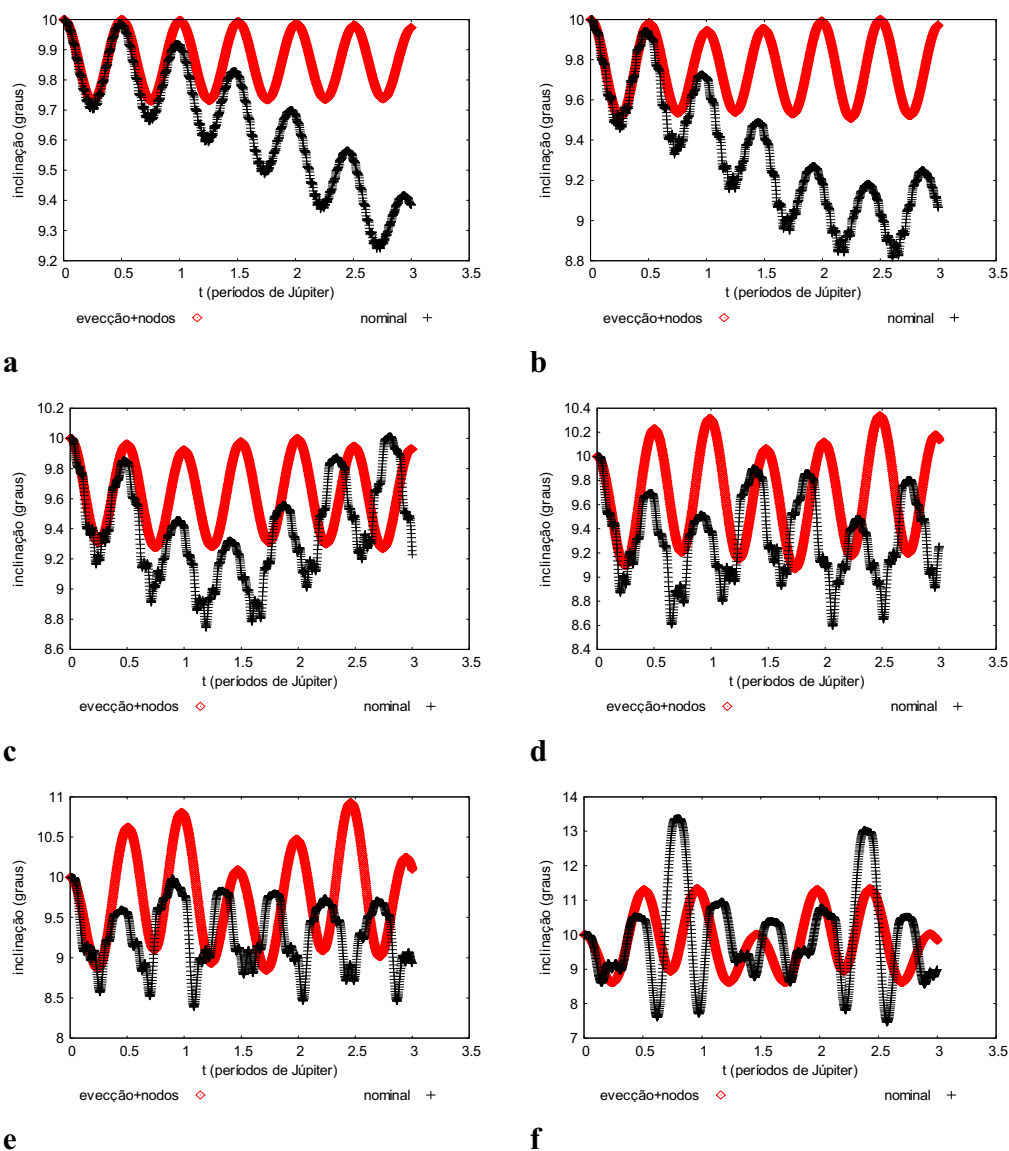 10
9.9
9.8
9.7
9.6
9.5
9.4
9.3
9.2
inclinação (graus)
0 0.5 1 1.5 2 2.5 3 3.5
t (períodos de Júpiter)
evecção+nodos nominal
a
10
9.6
9.2
9
8.8
inclinação (graus)
0 0.5 1 1.5 2 2.5 3 3.5
t (períodos de Júpiter)
evecção+nodos nominal
b
10.2
10
9.8
9.6
9.4
9.2
9
8.8
8.6
inclinação (graus)
0 0.5 1 1.5 2 2.5 3 3.5
t (períodos de Júpiter)
evecção+nodos nominal
c
10.4
10.2
10
9.8
9.6
9.4
9.2
9
8.8
8.6
8.4
inclinação (graus)
0 0.5 1 1.5 2 2.5 3 3.5
t (períodos de Júpiter)
evecção+nodos nominal
d
11
10.5
10
9.5
9
8.5
8
inclinação (graus)
0 0.5 1 1.5 2 2.5 3 3.5
t (períodos de Júpiter)
evecção+nodos nominal
e
14
13
12
11
10
9
8
7
inclinação (graus)
0 0.5 1 1.5 2 2.5 3 3.5
t (períodos de Júpiter)
evecção+nodos nominal
f